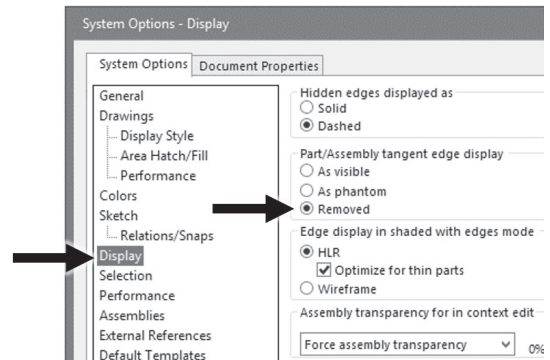 System Options - Display
System Options
Document Properties
General
Drawings
Display Style
Area Hatch/Fill
Performance
Colors
Sketch
Relations/Snaps
Display
Selection
Performance
Assemblies
External References
Default Templates
Hidden edges displayed as
Solid
Dashed
Part/Assembly tangent edge display
As visible
As phantom
Removed
Edge display in shaded with edges mode
HLR
Optimize for thin parts
Wireframe
Assembly transparency for in context edit
Force assembly transparency
0%